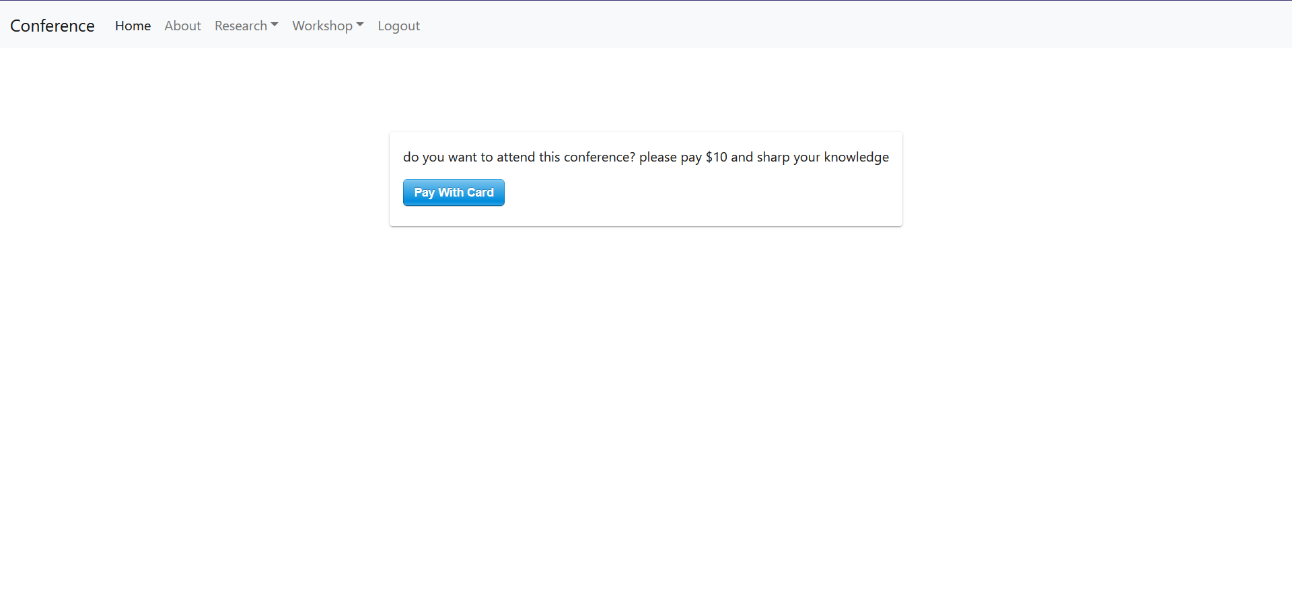 Conference Home About Research Workshop Logout
do you want to attend this conference? please pay $10 and sharp your knowledge
Pay With Card